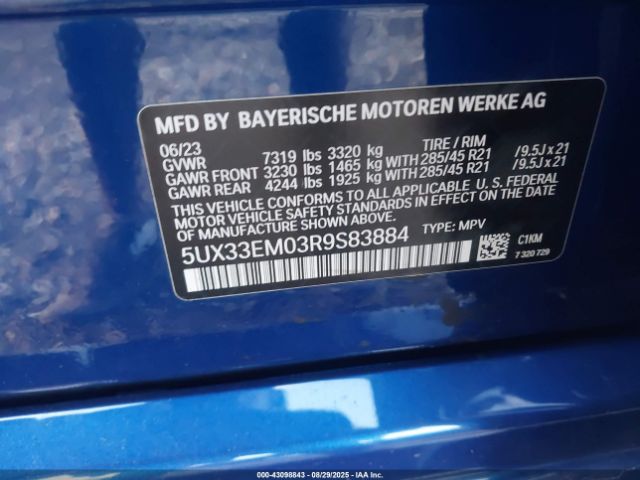 MFD BY BAYERISCHE MOTOREN WERKE AG
06/23 TIRE / RIM
GVWR 7319 lbs 3320 kg
GAWR FRONT 3230 lbs 1465 kg WITH 285/45 R21 /9.5J x 21
GAWR REAR 4244 lbs 1925 kg WITH 285/45 R21 /9.5J x 21
THIS VEHICLE CONFORMS TO ALL APPLICABLE U. S. FEDERAL
MOTOR VEHICLE SAFETY STANDARDS IN EFFECT ON THE DATE
OF MANUFACTURE SHOWN ABOVE.
5UX33EM03R9S83884 TYPE: MPV
C1KM
7 320 729
000-43098843 - 08/29/2025 - IAA Inc.